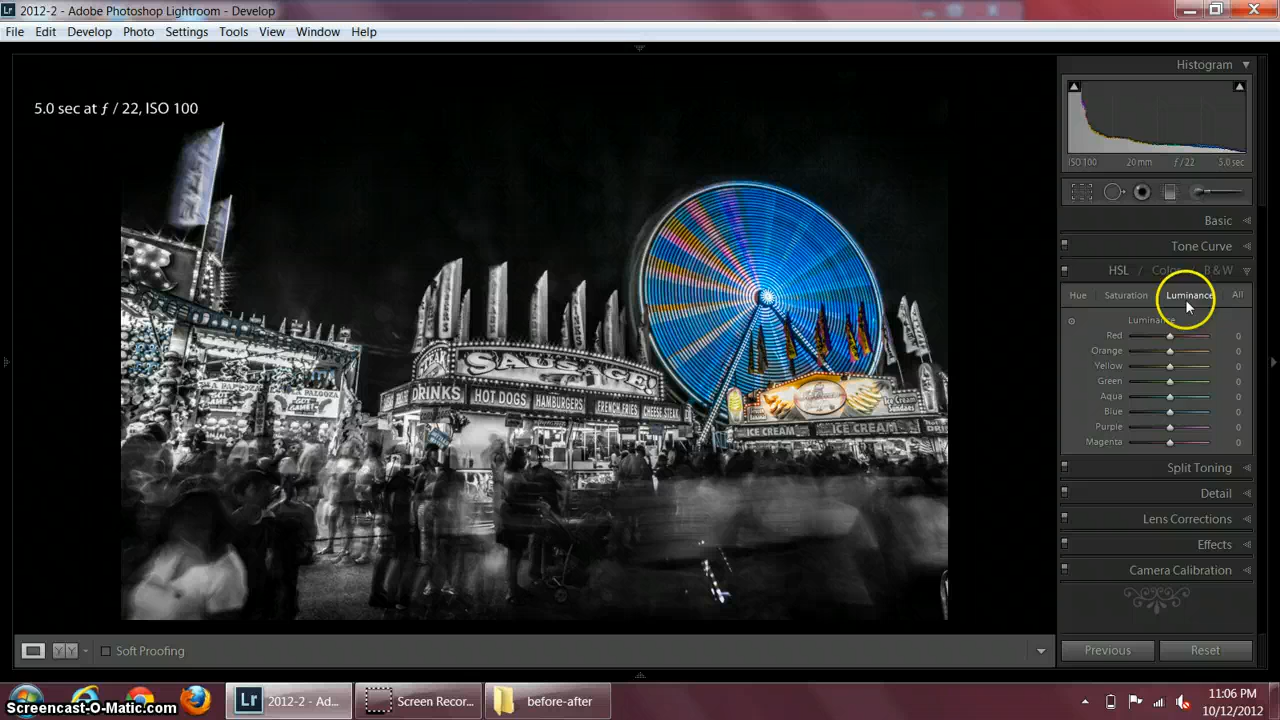 2012-2 - Adobe Photoshop Lightroom - Develop
File Edit Develop Photo Settings Tools View Window Help
Histogram
5.0 sec at ƒ / 22, ISO 100
ISO 100 20 mm ƒ / 22 5.0 sec
Basic
Tone Curve
HSL / Color B & W
Hue Saturation Luminance All
Luminance
Red 0
Orange 0
Yellow 0
Green 0
Aqua 0
Blue 0
Purple 0
Magenta 0
Split Toning
Detail
Lens Corrections
Effects
Camera Calibration
SAUSAGE!
DRINKS HOT DOGS HAMBURGERS FRENCH FRIES CHEESE STEAK
ICE CREAM ICE CREAM
Ice Cream
Sundaes
Y Y Soft Proofing
Previous Reset
Lr 2012-2 - Ad... Screen Recor... before-after
11:06 PM
10/12/2012
Screencast-O-Matic.com